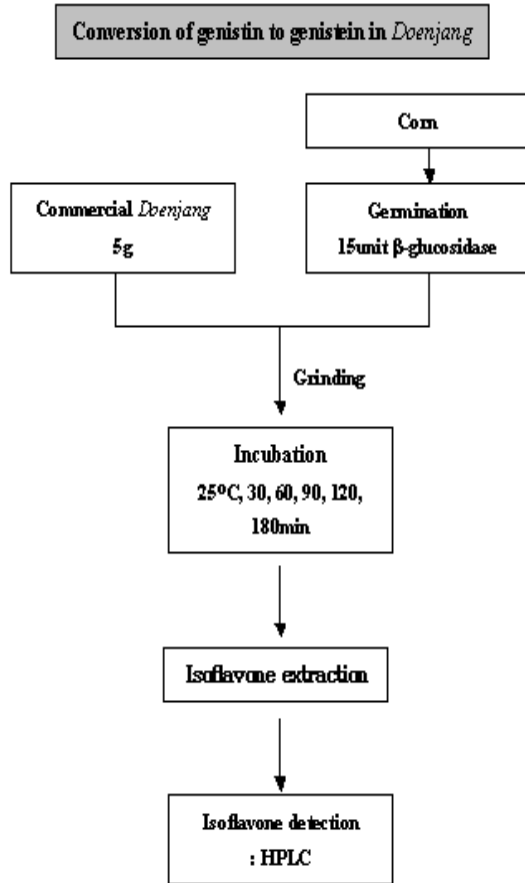 Conversion of genistin to genistein in Doenjang
Corn
Commercial Doenjang
5g
Germination
15unit β-glucosidase
Grinding
Incubation
25ºC, 30, 60, 90, 120,
180min
Isoflavone extraction
Isoflavone detection
: HPLC